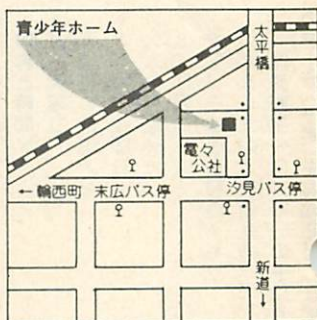 青少年ホーム
太平橋
電々
公社
← 輪西町
末広バス停
汐見バス停
新道↓